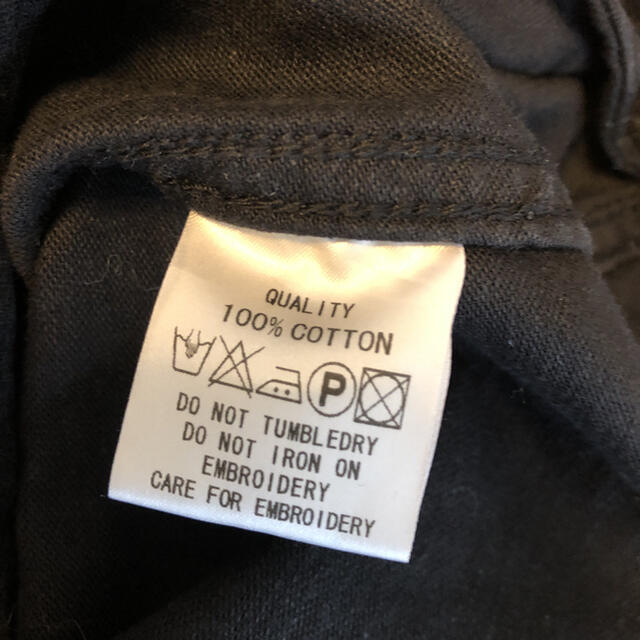 QUALITY
100% COTTON
P
DO NOT TUMBLEDRY
DO NOT IRON ON
EMBROIDERY
CARE FOR EMBROIDERY